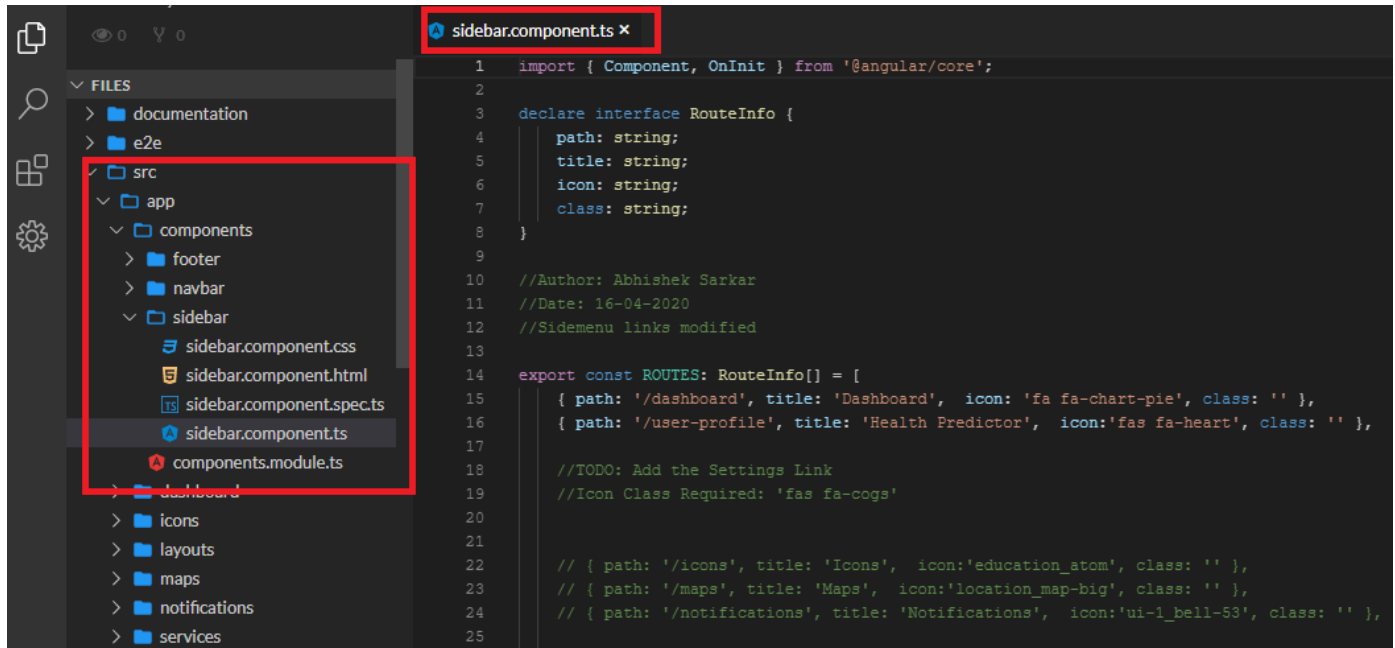 0 0
FILES
documentation
e2e
src
app
components
footer
navbar
sidebar
sidebar.component.css
sidebar.component.html
TS sidebar.component.spec.ts
sidebar.component.ts
components.module.ts
dashboard
icons
layouts
maps
notifications
services
sidebar.component.ts ×
1 import { Component, OnInit } from '@angular/core';
2
3 declare interface RouteInfo {
4 path: string;
5 title: string;
6 icon: string;
7 class: string;
8 }
9
10 //Author: Abhishek Sarkar
11 //Date: 16-04-2020
12 //Sidemenu links modified
13
14 export const ROUTES: RouteInfo[] = [
15 { path: '/dashboard', title: 'Dashboard', icon: 'fa fa-chart-pie', class: '' },
16 { path: '/user-profile', title: 'Health Predictor', icon:'fas fa-heart', class: '' },
17
18 //TODO: Add the Settings Link
19 //Icon Class Required: 'fas fa-cogs'
20
21
22 // { path: '/icons', title: 'Icons', icon:'education_atom', class: '' },
23 // { path: '/maps', title: 'Maps', icon:'location_map-big', class: '' },
24 // { path: '/notifications', title: 'Notifications', icon:'ui-1_bell-53', class: '' },
25